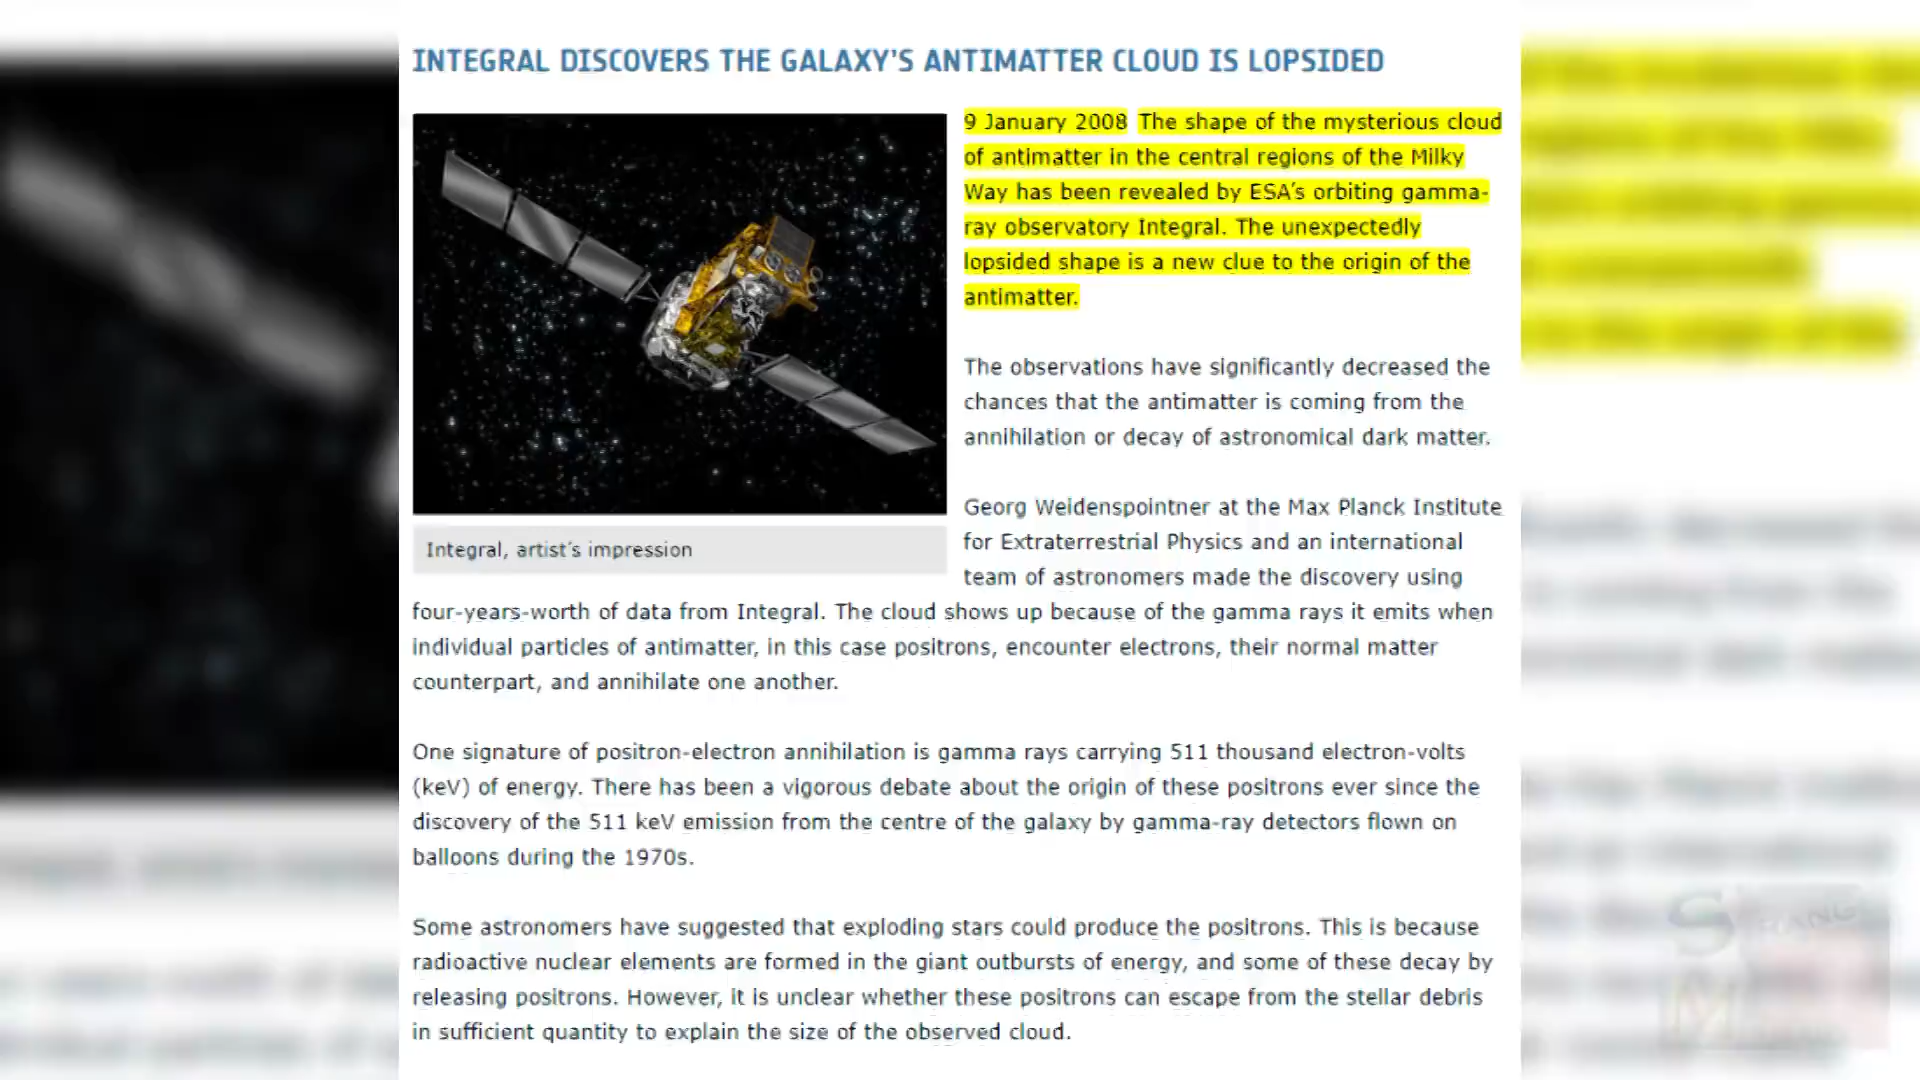 INTEGRAL DISCOVERS THE GALAXY'S ANTIMATTER CLOUD IS LOPSIDED
9 January 2008 The shape of the mysterious cloud
of antimatter in the central regions of the Milky
Way has been revealed by ESA's orbiting gamma-
ray observatory Integral. The unexpectedly
lopsided shape is a new clue to the origin of the
antimatter.
The observations have significantly decreased the
chances that the antimatter is coming from the
annihilation or decay of astronomical dark matter.
Georg Weidenspointner at the Max Planck Institute
for Extraterrestrial Physics and an international
team of astronomers made the discovery using
Integral, artist's impression
four-years-worth of data from Integral. The cloud shows up because of the gamma rays it emits when
individual particles of antimatter, in this case positrons, encounter electrons, their normal matter
counterpart, and annihilate one another.
One signature of positron-electron annihilation is gamma rays carrying 511 thousand electron-volts
(keV) of energy. There has been a vigorous debate about the origin of these positrons ever since the
discovery of the 511 keV emission from the centre of the galaxy by gamma-ray detectors flown on
balloons during the 1970s.
Some astronomers have suggested that exploding stars could produce the positrons. This is because
radioactive nuclear elements are formed in the giant outbursts of energy, and some of these decay by
releasing positrons. However, it is unclear whether these positrons can escape from the stellar debris
in sufficient quantity to explain the size of the observed cloud.